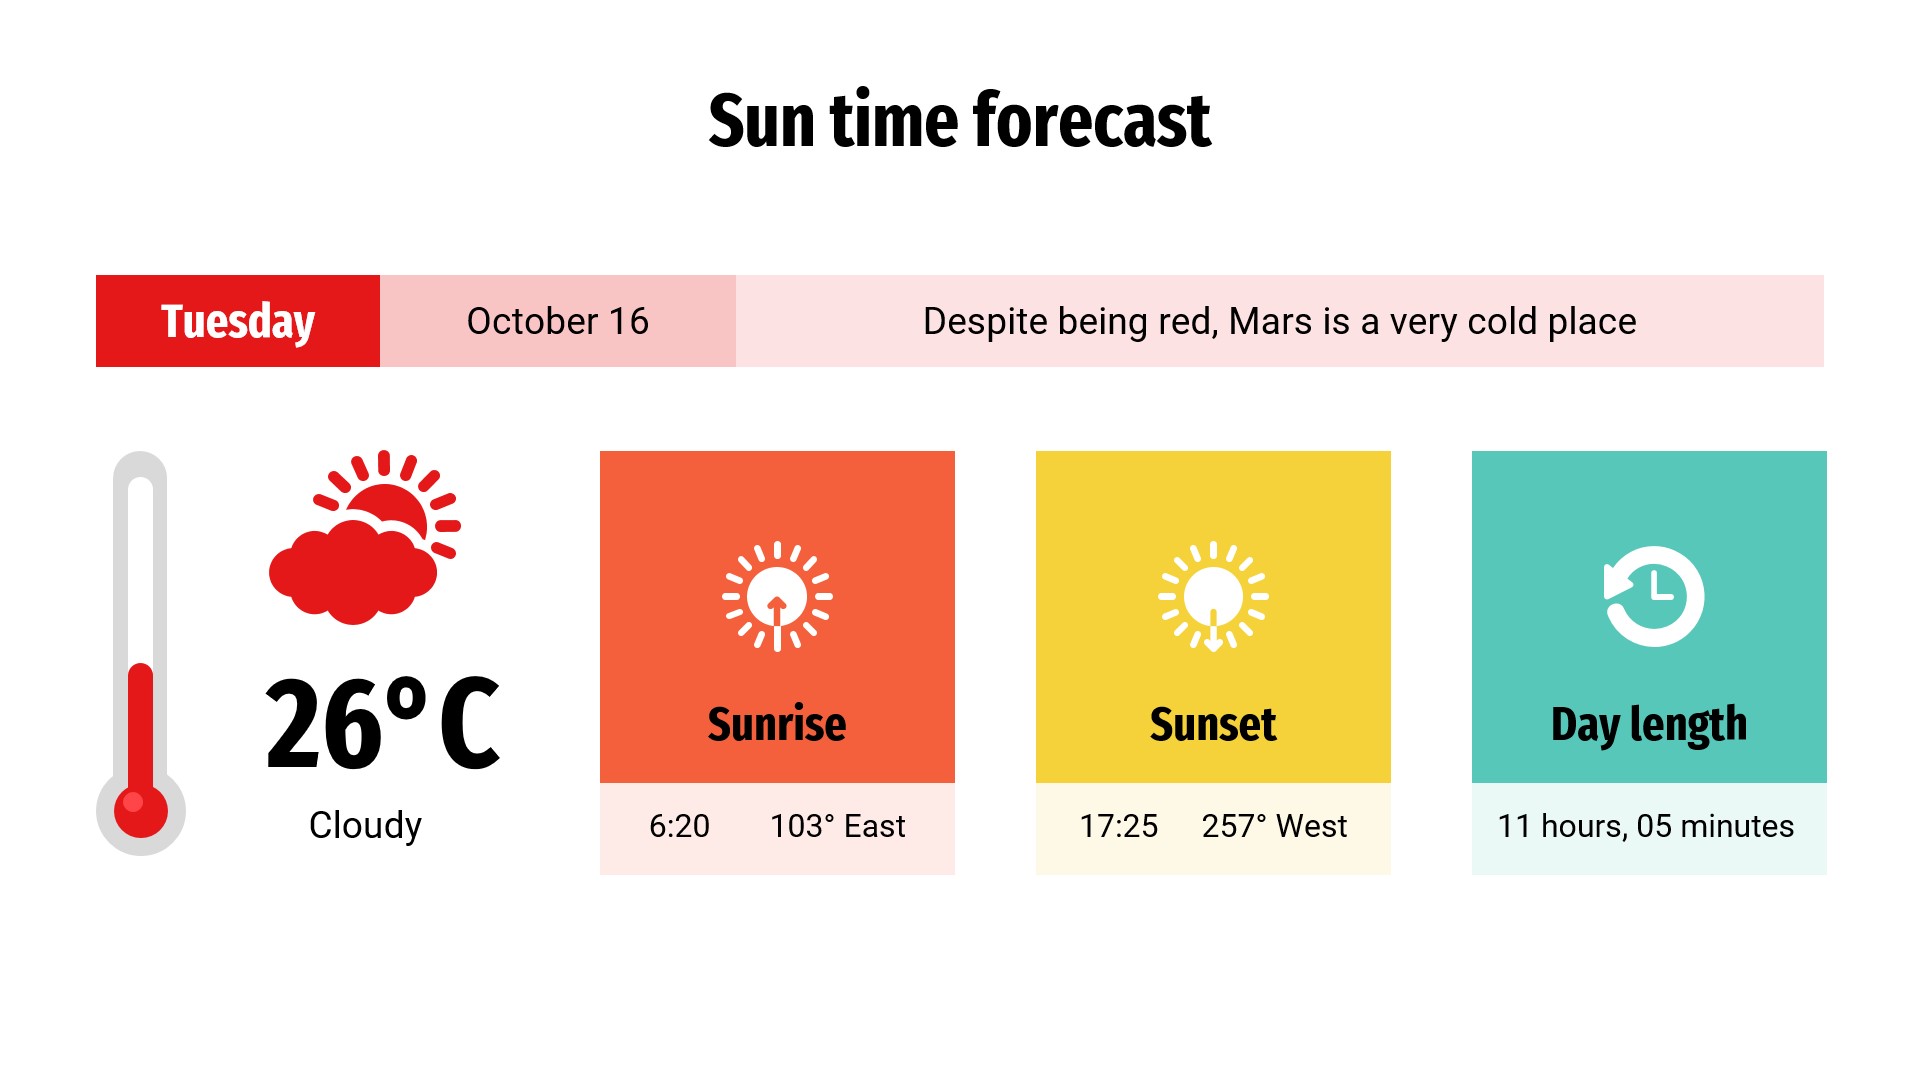 Sun time forecast
Tuesday
October 16
Despite being red, Mars is a very cold place
26° C
Cloudy
Sunrise
6:20
103° East
Sunset
17:25
257° West
Day length
11 hours, 05 minutes